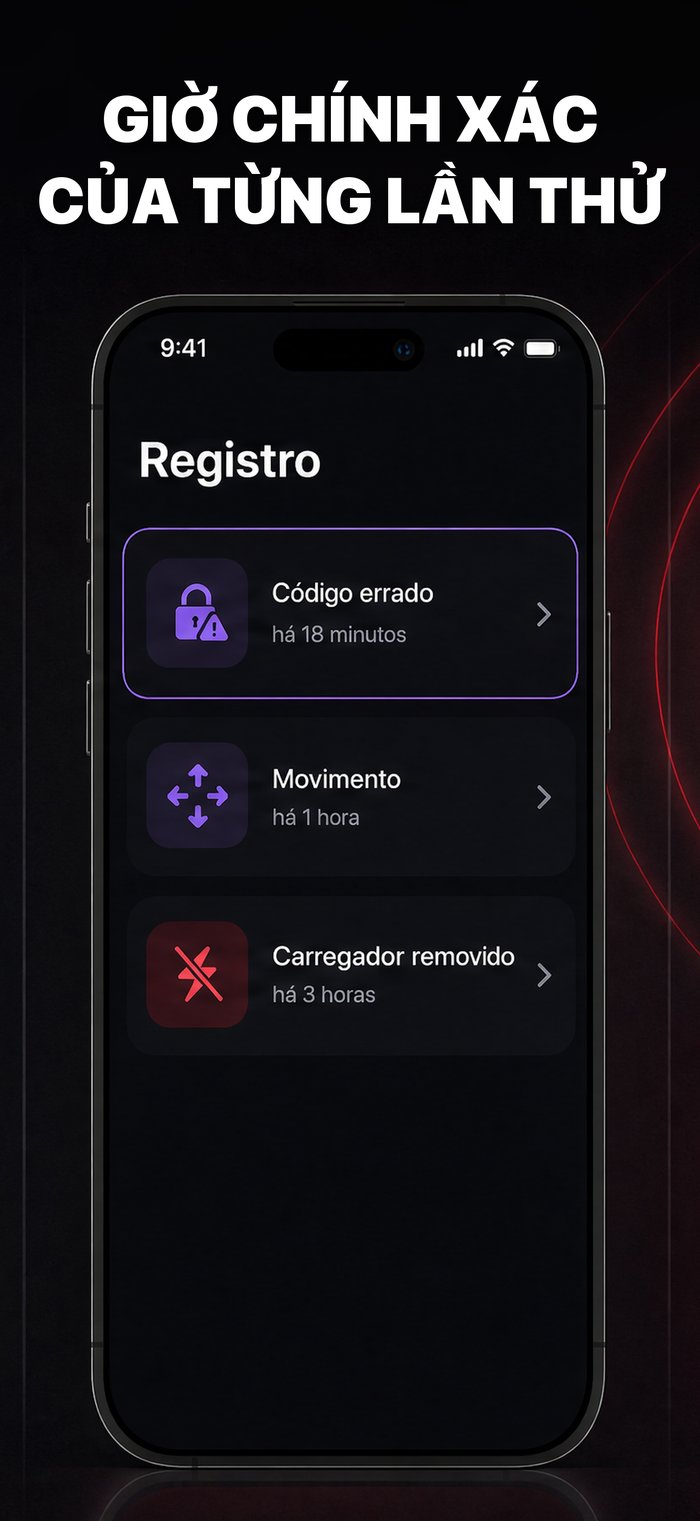 GIỜ CHÍNH XÁC
CỦA TỪNG LẦN THỬ
9:41
Registro
Código errado
há 18 minutos
Movimento
há 1 hora
Carregador removido
há 3 horas